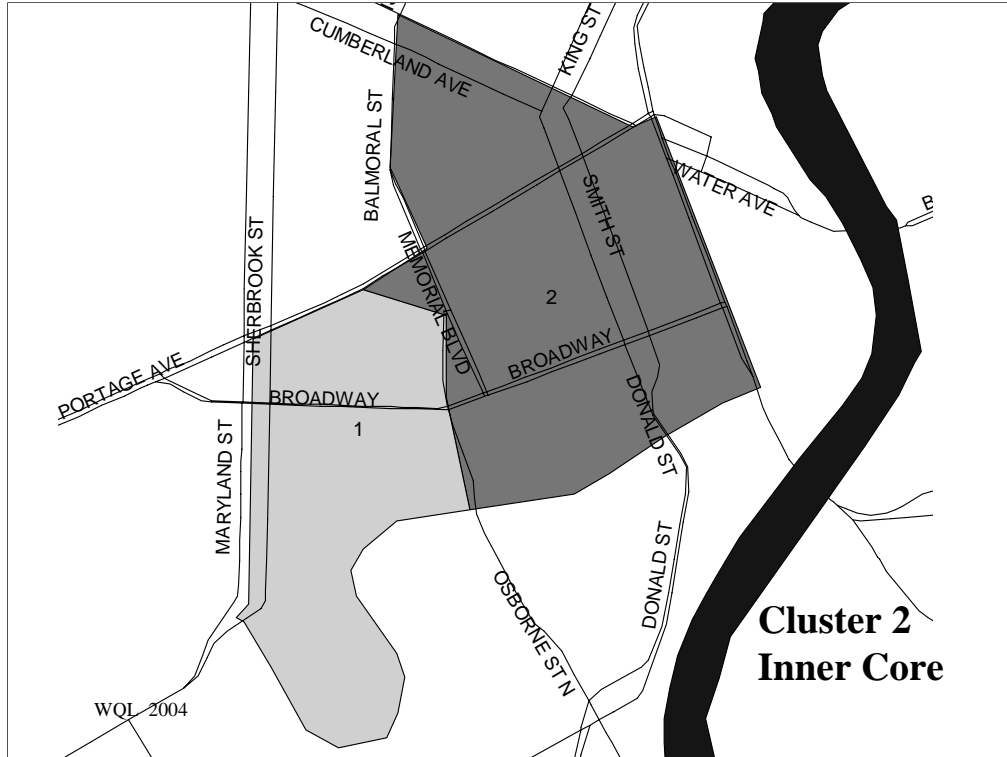 CUMBERLAND AVE
KING ST
BALMORAL ST
WATER AVE
SMITH ST
MEMORIAL BLVD
SHERBROOK ST
2
BROADWAY
PORTAGE AVE
BROADWAY
1
DONALD ST
MARYLAND ST
OSBORNE ST N
DONALD ST
Cluster 2
Inner Core
WQL 2004